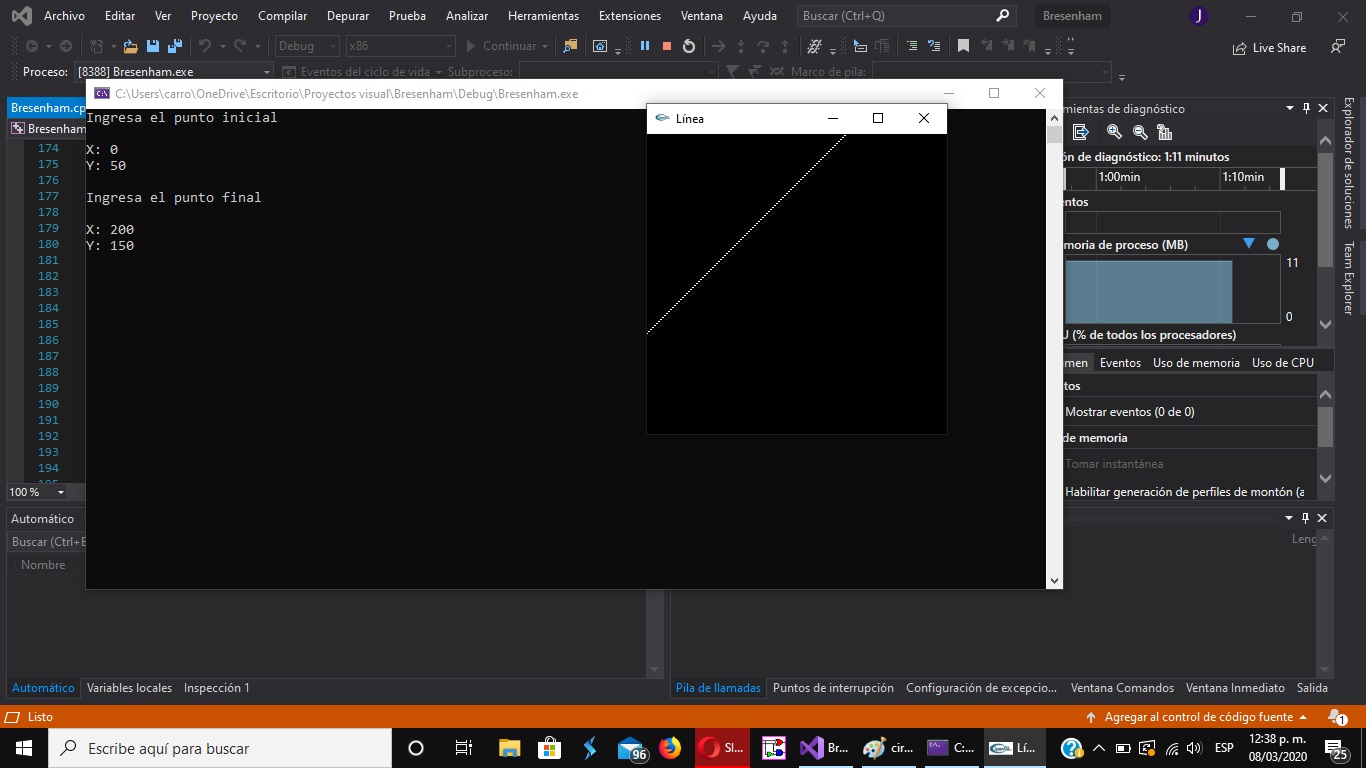 Archivo Editar Ver Proyecto Compilar Depurar Prueba Analizar Herramientas Extensiones Ventana Ayuda Buscar (Ctrl+Q) Bresenham J
Debug x86 Continuar Live Share
Proceso: [8388] Bresenham.exe Eventos del ciclo de vida Subproceso: Marco de pila:
C:\Users\carro\OneDrive\Escritorio\Proyectos visual\Bresenham\Debug\Bresenham.exe
Bresenham.cp
Bresenham
Ingresa el punto inicial
X: 0
Y: 50
Ingresa el punto final
X: 200
Y: 150
Línea
174
175
176
177
178
179
180
181
182
183
184
185
186
187
188
189
190
191
192
193
194
195
100 %
mientas de diagnóstico
ón de diagnóstico: 1:11 minutos
1:00min 1:10min
entos
moria de proceso (MB)
11
0
U (% de todos los procesadores)
men Eventos Uso de memoria Uso de CPU
tos
Mostrar eventos (0 de 0)
de memoria
Tomar instantánea
Habilitar generación de perfiles de montón (a
Explorador de soluciones
Team Explorer
Automático
Buscar (Ctrl+E
Nombre
Leng
Automático Variables locales Inspección 1
Pila de llamadas Puntos de interrupción Configuración de excepcio... Ventana Comandos Ventana Inmediato Salida
Listo
Agregar al control de código fuente 1
Escribe aquí para buscar
96
Sl...
Br...
cir...
C:...
Lí...
ESP
12:38 p. m.
08/03/2020
25